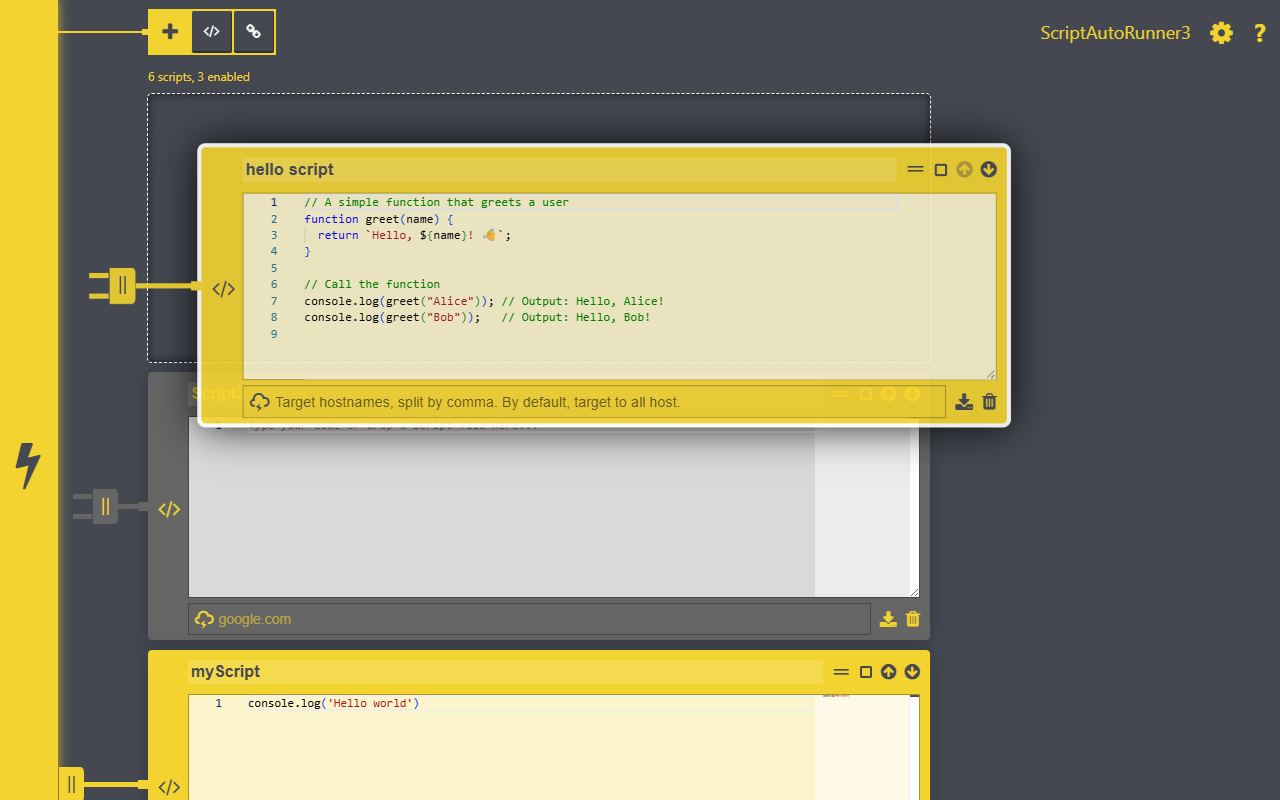 ScriptAutoRunner3
6 scripts, 3 enabled
hello script
1 // A simple function that greets a user
2 function greet(name) {
3 return `Hello, ${name}! 👋`;
4 }
5
6 // Call the function
7 console.log(greet("Alice")); // Output: Hello, Alice!
8 console.log(greet("Bob")); // Output: Hello, Bob!
9
Target hostnames, split by comma. By default, target to all host.
1 Type your code or drop a script file here...
google.com
myScript
1 console.log('Hello world')